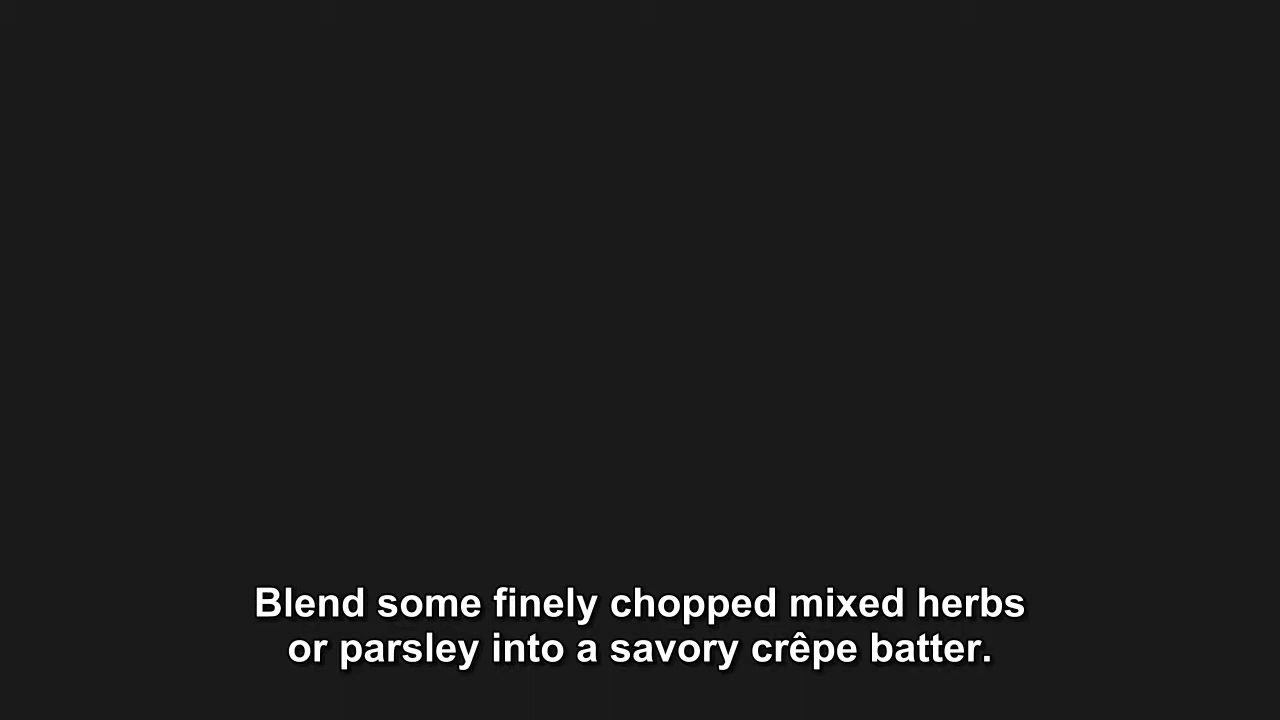 Blend some finely chopped mixed herbs
or parsley into a savory crêpe batter.